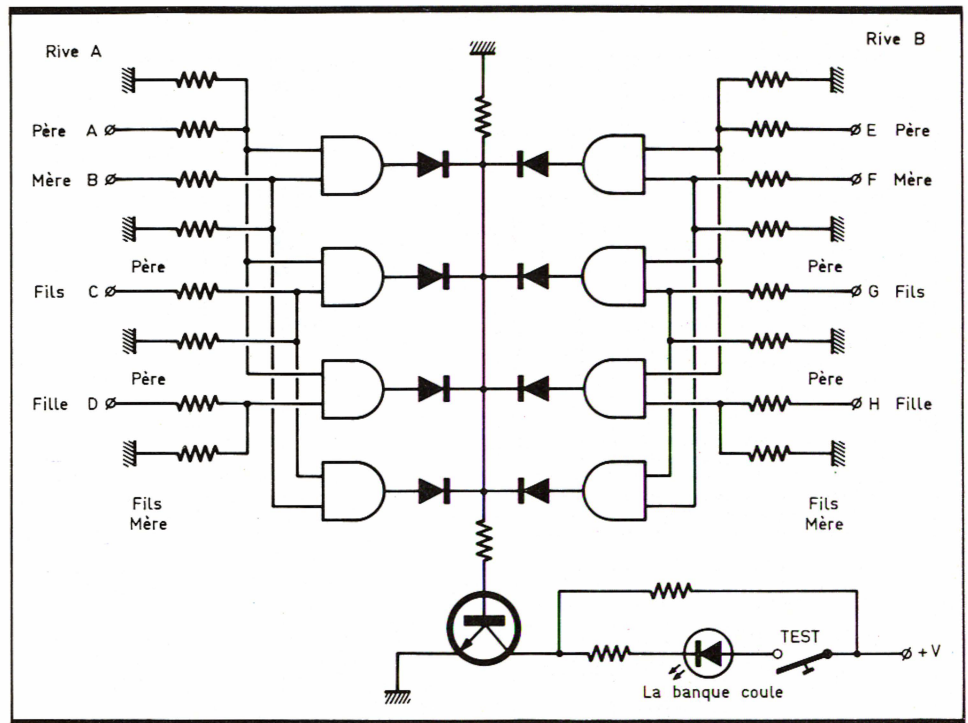 Rive A
Rive B
Père A
E Père
Mère B
F Mère
Père
Père
Fils C
G Fils
Père
Père
Fille D
H Fille
Fils
Mère
Fils
Mère
TEST
+V
La banque coule